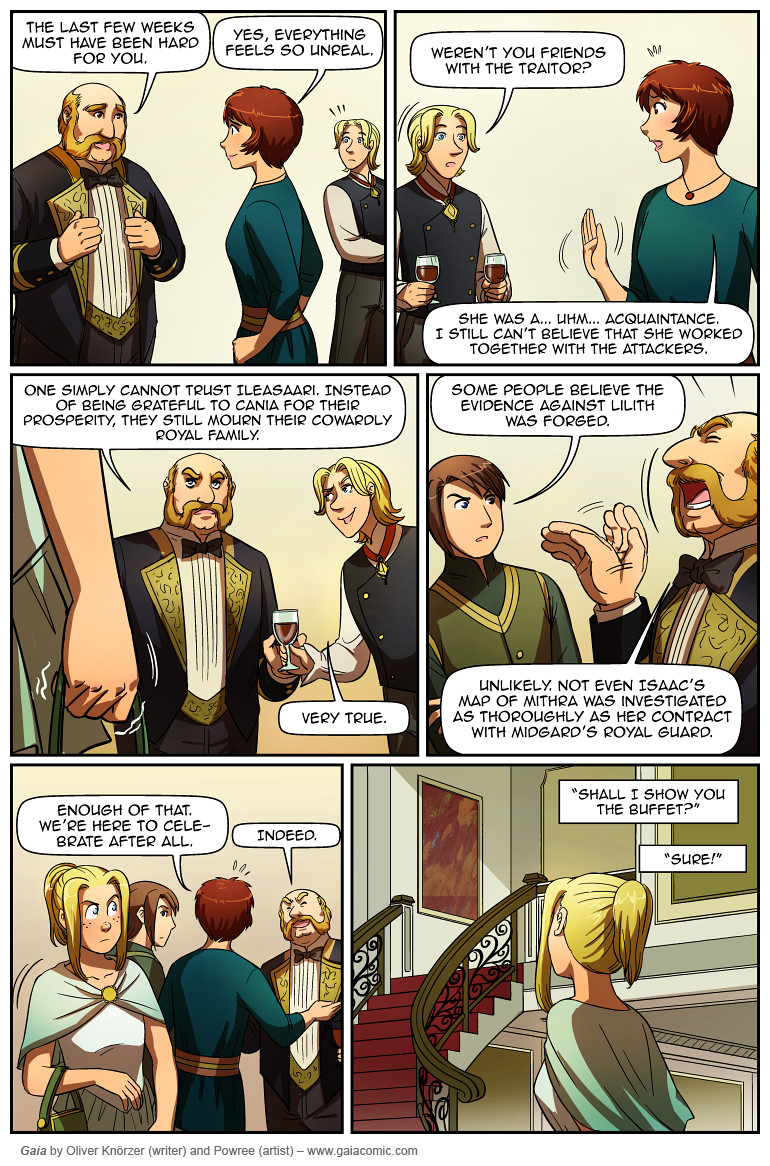 THE LAST FEW WEEKS
MUST HAVE BEEN HARD
FOR YOU.
YES, EVERYTHING
FEELS SO UNREAL.
WEREN'T YOU FRIENDS
WITH THE TRAITOR?
SHE WAS A... UHM... ACQUAINTANCE.
I STILL CAN'T BELIEVE THAT SHE WORKED
TOGETHER WITH THE ATTACKERS.
ONE SIMPLY CANNOT TRUST ILEASAARI. INSTEAD
OF BEING GRATEFUL TO CANIA FOR THEIR
PROSPERITY, THEY STILL MOURN THEIR COWARDLY
ROYAL FAMILY.
VERY TRUE.
SOME PEOPLE BELIEVE THE
EVIDENCE AGAINST LILITH
WAS FORGED.
UNLIKELY. NOT EVEN ISAAC'S
MAP OF MITHRA WAS INVESTIGATED
AS THOROUGHLY AS HER CONTRACT
WITH MIDGARD'S ROYAL GUARD.
ENOUGH OF THAT.
WE'RE HERE TO CELE-
BRATE AFTER ALL.
INDEED.
"SHALL I SHOW YOU
THE BUFFET?"
"SURE!"
Gaia by Oliver Knörzer (writer) and Powree (artist) – www.gaiacomic.com